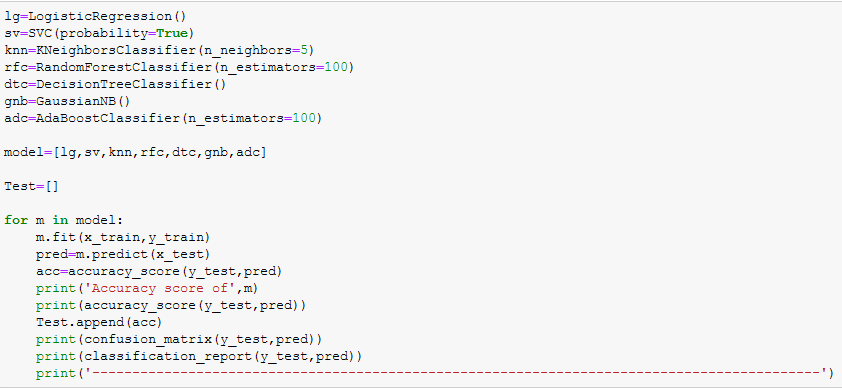 lg=LogisticRegression()
sv=SVC(probability=True)
knn=KNeighborsClassifier(n_neighbors=5)
rfc=RandomForestClassifier(n_estimators=100)
dtc=DecisionTreeClassifier()
gnb=GaussianNB()
adc=AdaBoostClassifier(n_estimators=100)
model=[lg,sv,knn,rfc,dtc,gnb,adc]
Test=[]
for m in model:
    m.fit(x_train,y_train)
    pred=m.predict(x_test)
    acc=accuracy_score(y_test,pred)
    print('Accuracy score of',m)
    print(accuracy_score(y_test,pred))
    Test.append(acc)
    print(confusion_matrix(y_test,pred))
    print(classification_report(y_test,pred))
    print('-------------------------------------------------------------------------------------------')